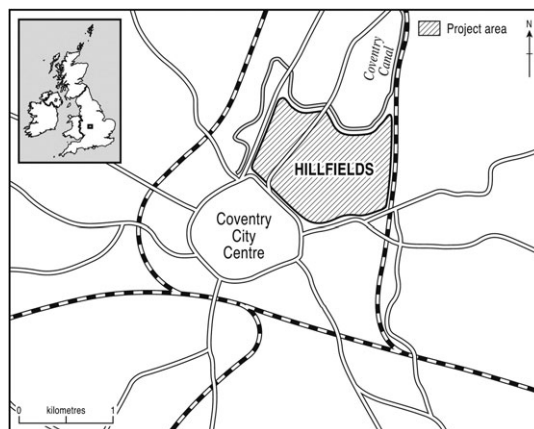 Project area
N
Coventry
Canal
HILLFIELDS
Coventry
City
Centre
0 kilometres 1